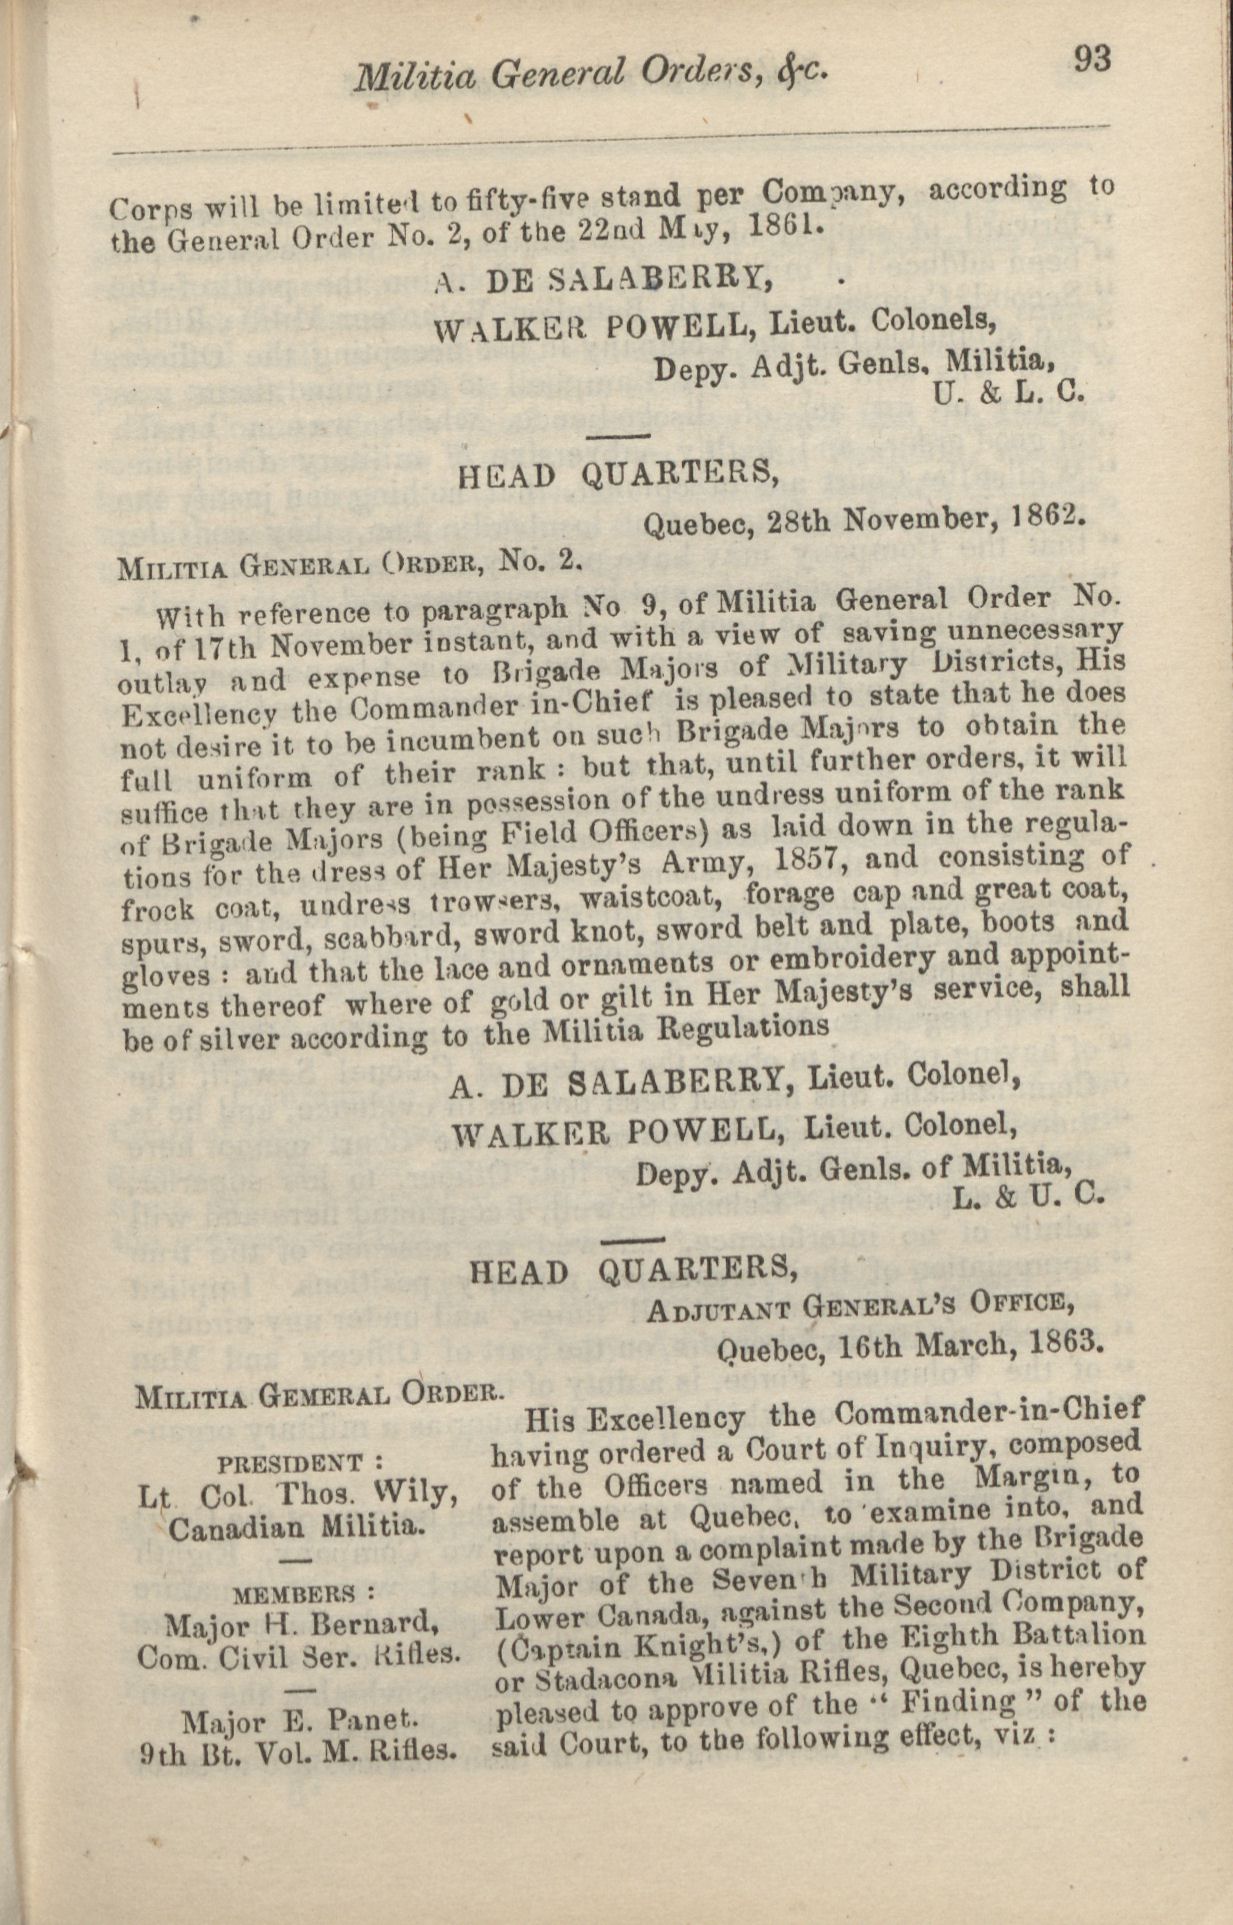 Militia General Orders, &c. 93
Corps will be limited to fifty-five stand per Company, according to
the General Order No. 2, of the 22nd May, 1861.
A. DE SALABERRY,
WALKER POWELL, Lieut. Colonels,
Depy. Adjt. Genls. Militia,
U. & L. C.
HEAD QUARTERS,
Quebec, 28th November, 1862.
MILITIA GENERAL ORDER, No. 2.
With reference to paragraph No 9, of Militia General Order No.
1, of 17th November instant, and with a view of saving unnecessary
outlay and expense to Brigade Majors of Military Districts, His
Excellency the Commander in-Chief is pleased to state that he does
not desire it to be incumbent on such Brigade Majors to obtain the
full uniform of their rank : but that, until further orders, it will
suffice that they are in possession of the undress uniform of the rank
of Brigade Majors (being Field Officers) as laid down in the regula-
tions for the dress of Her Majesty's Army, 1857, and consisting of
frock coat, undress trowsers, waistcoat, forage cap and great coat,
spurs, sword, scabbard, sword knot, sword belt and plate, boots and
gloves : and that the lace and ornaments or embroidery and appoint-
ments thereof where of gold or gilt in Her Majesty's service, shall
be of silver according to the Militia Regulations
A. DE SALABERRY, Lieut. Colonel,
WALKER POWELL, Lieut. Colonel,
Depy. Adjt. Genls. of Militia,
L. & U. C.
HEAD QUARTERS,
ADJUTANT GENERAL'S OFFICE,
Quebec, 16th March, 1863.
MILITIA GEMERAL ORDER.
PRESIDENT :
Lt Col. Thos. Wily,
Canadian Militia.
MEMBERS :
Major H. Bernard,
Com. Civil Ser. Rifles.
Major E. Panet.
9th Bt. Vol. M. Rifles.
His Excellency the Commander-in-Chief
having ordered a Court of Inquiry, composed
of the Officers named in the Margin, to
assemble at Quebec, to examine into, and
report upon a complaint made by the Brigade
Major of the Seventh Military District of
Lower Canada, against the Second Company,
(Captain Knight's,) of the Eighth Battalion
or Stadacona Militia Rifles, Quebec, is hereby
pleased to approve of the " Finding " of the
said Court, to the following effect, viz :